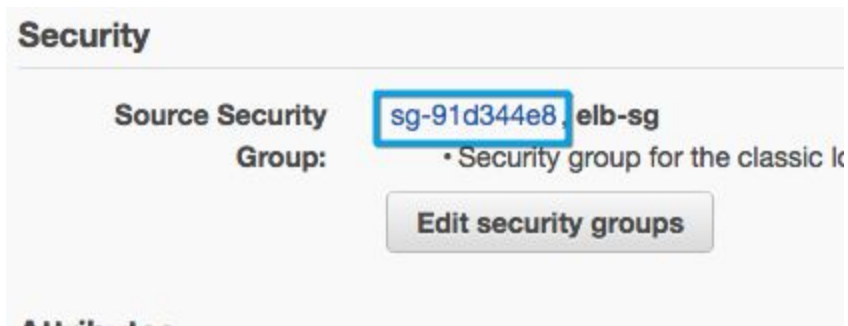 Security
Source Security sg-91d344e8, elb-sg
Group: • Security group for the classic
Edit security groups